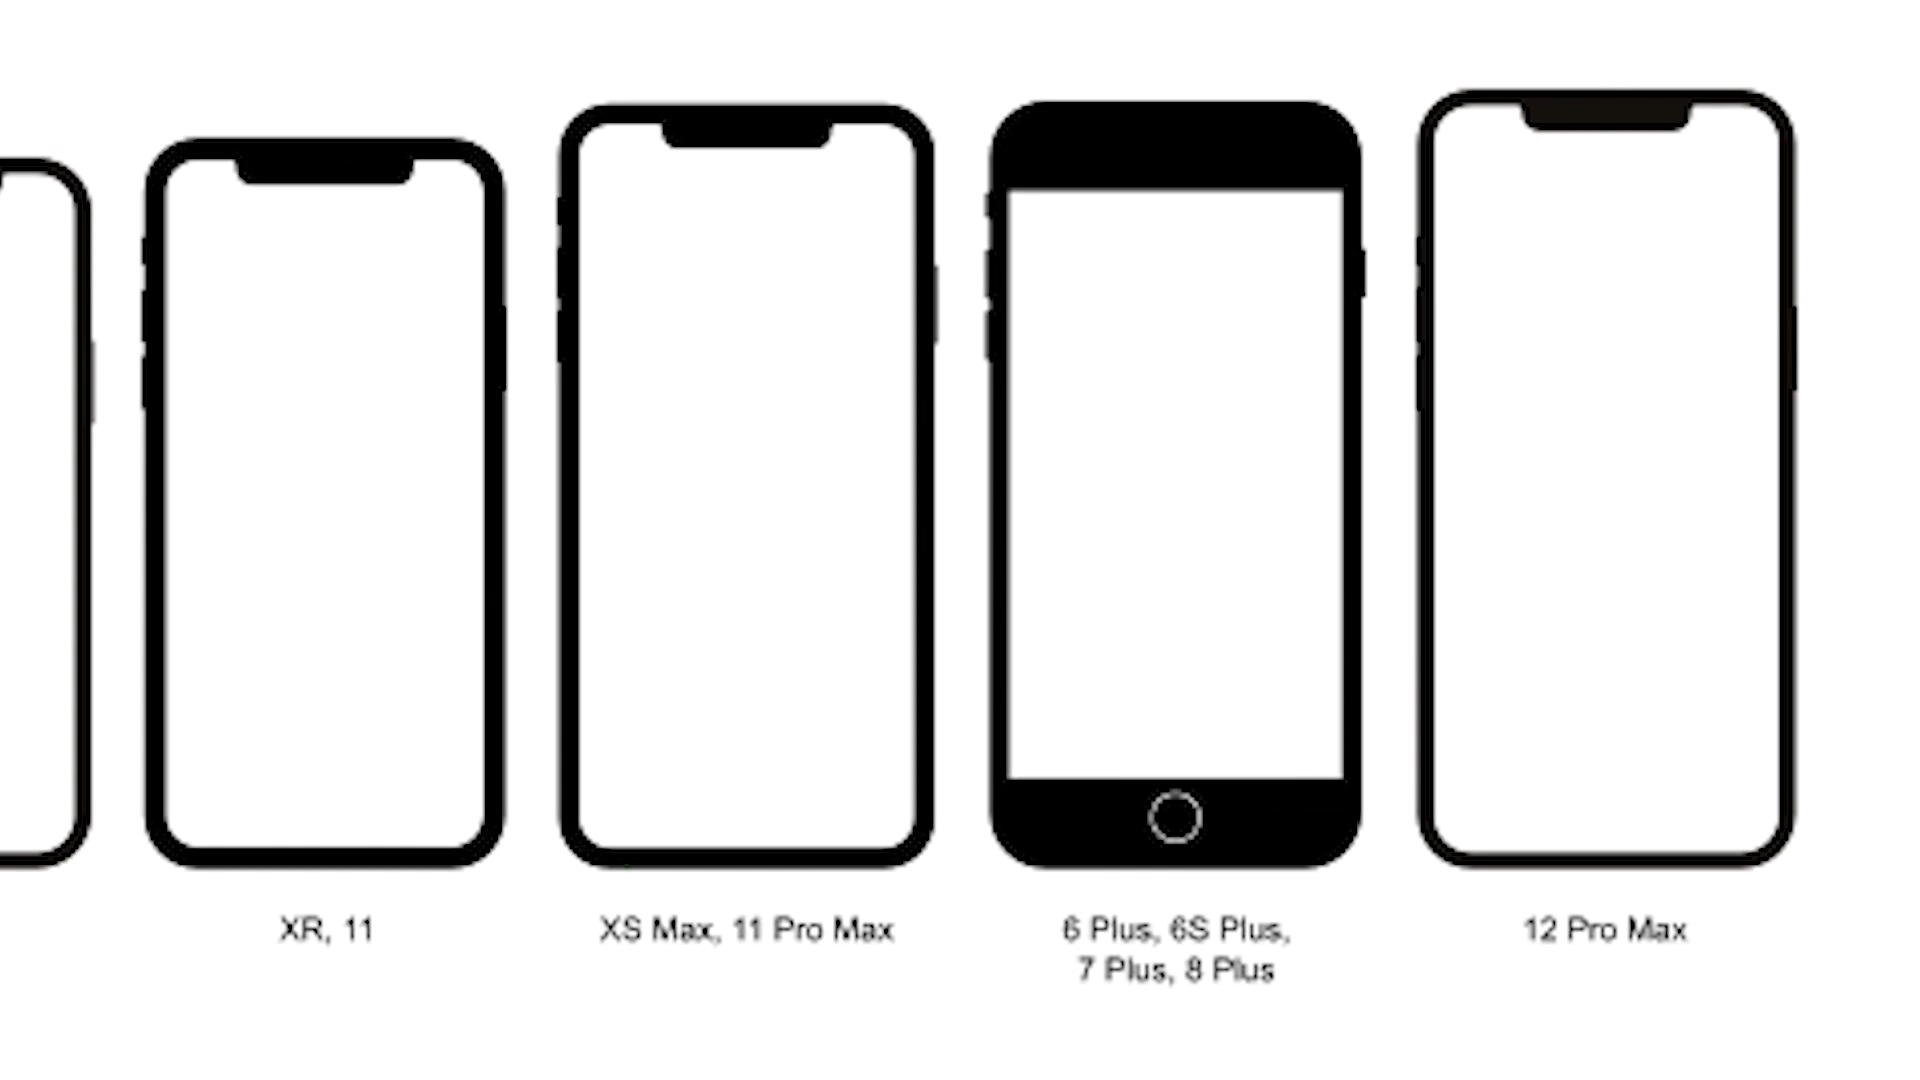 XR, 11
XS Max, 11 Pro Max
6 Plus, 6S Plus,
7 Plus, 8 Plus
12 Pro Max